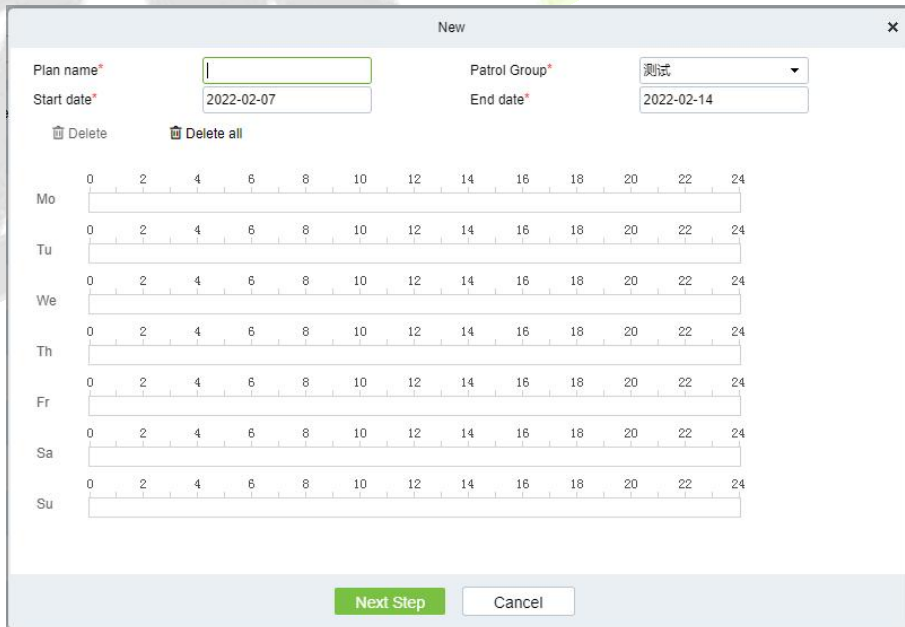 New ×
Plan name* Patrol Group* 测试
Start date* 2022-02-07 End date* 2022-02-14
Delete Delete all
0 2 4 6 8 10 12 14 16 18 20 22 24
Mo
0 2 4 6 8 10 12 14 16 18 20 22 24
Tu
0 2 4 6 8 10 12 14 16 18 20 22 24
We
0 2 4 6 8 10 12 14 16 18 20 22 24
Th
0 2 4 6 8 10 12 14 16 18 20 22 24
Fr
0 2 4 6 8 10 12 14 16 18 20 22 24
Sa
0 2 4 6 8 10 12 14 16 18 20 22 24
Su
Next Step Cancel